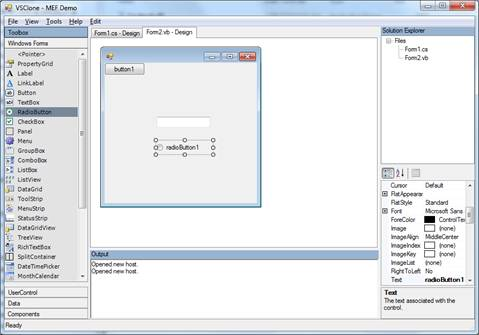 VSClone - MEF Demo
File View Tools Help Edit
Toolbox
Windows Forms
<Pointer>
PropertyGrid
Label
LinkLabel
Button
TextBox
RadioButton
CheckBox
Panel
Menu
GroupBox
ComboBox
ListBox
ListView
DataGrid
ToolStrip
MenuStrip
StatusStrip
DataGridView
TreeView
RichTextBox
SplitContainer
DateTimePicker
MonthCalendar
UserControl
Data
Components
Form1.cs - Design Form2.vb - Design
button1
radioButton1
Output
Opened new host.
Opened new host.
Solution Explorer
Files
Form1.cs
Form2.vb
Cursor Default
FlatAppearar
FlatStyle Standard
Font Microsoft Sans
ForeColor ControlTex
Image (none)
ImageAlign MiddleCenter
ImageIndex (none)
ImageKey (none)
ImageList (none)
RightToLeft No
Text radioButton1
Text
The text associated with the control.
Ready